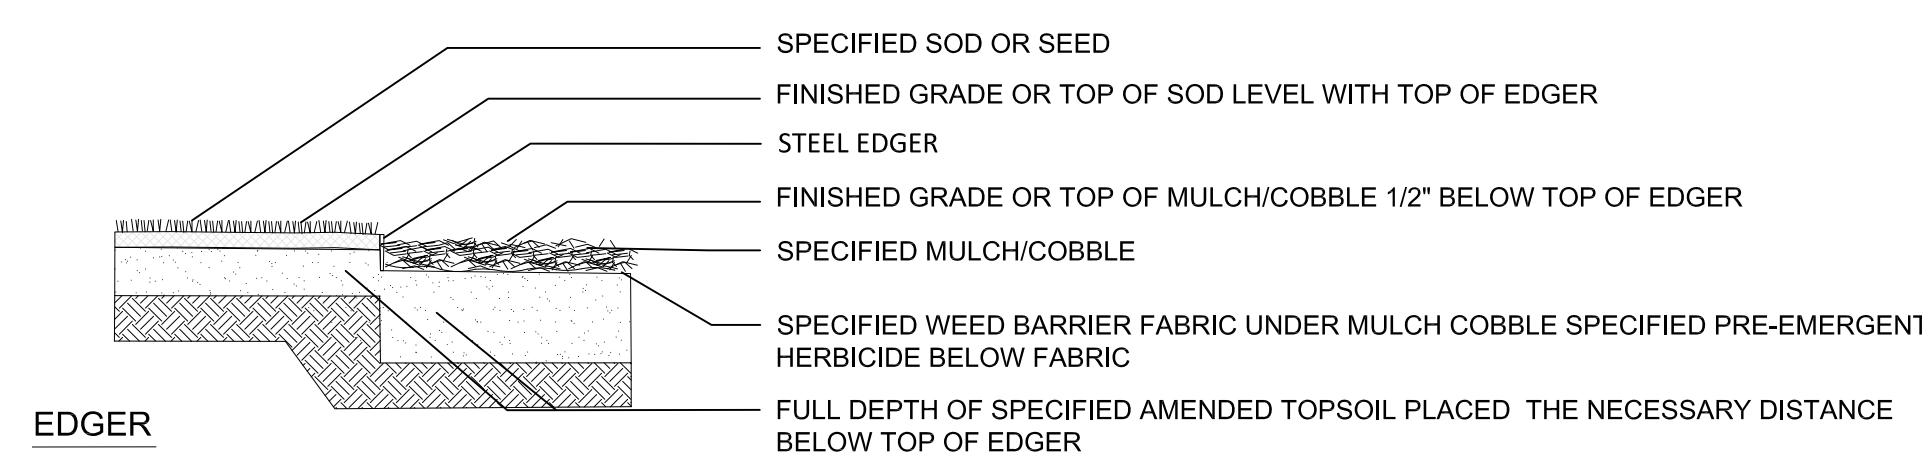 SPECIFIED SOD OR SEED
FINISHED GRADE OR TOP OF SOD LEVEL WITH TOP OF EDGER
STEEL EDGER
FINISHED GRADE OR TOP OF MULCH/COBBLE 1/2" BELOW TOP OF EDGER
SPECIFIED MULCH/COBBLE
SPECIFIED WEED BARRIER FABRIC UNDER MULCH COBBLE SPECIFIED PRE-EMERGENT
HERBICIDE BELOW FABRIC
FULL DEPTH OF SPECIFIED AMENDED TOPSOIL PLACED THE NECESSARY DISTANCE
BELOW TOP OF EDGER
EDGER